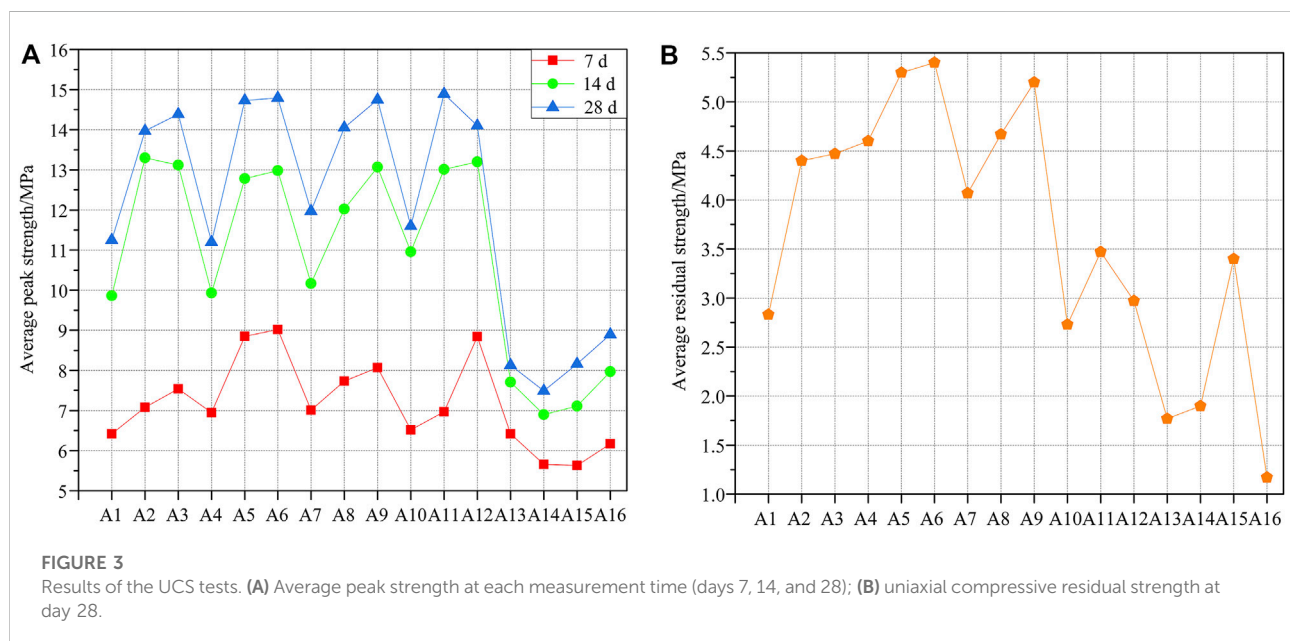 A
Average peak strength/MPa
16
15
14
13
12
11
10
9
8
7
6
5
7 d
14 d
28 d
A1 A2 A3 A4 A5 A6 A7 A8 A9 A10 A11 A12 A13 A14 A15 A16
B
Average residual strength/MPa
5.5
5.0
4.5
4.0
3.5
3.0
2.5
2.0
1.5
1.0
A1 A2 A3 A4 A5 A6 A7 A8 A9 A10 A11 A12 A13 A14 A15 A16
FIGURE 3
Results of the UCS tests. (A) Average peak strength at each measurement time (days 7, 14, and 28); (B) uniaxial compressive residual strength at
day 28.